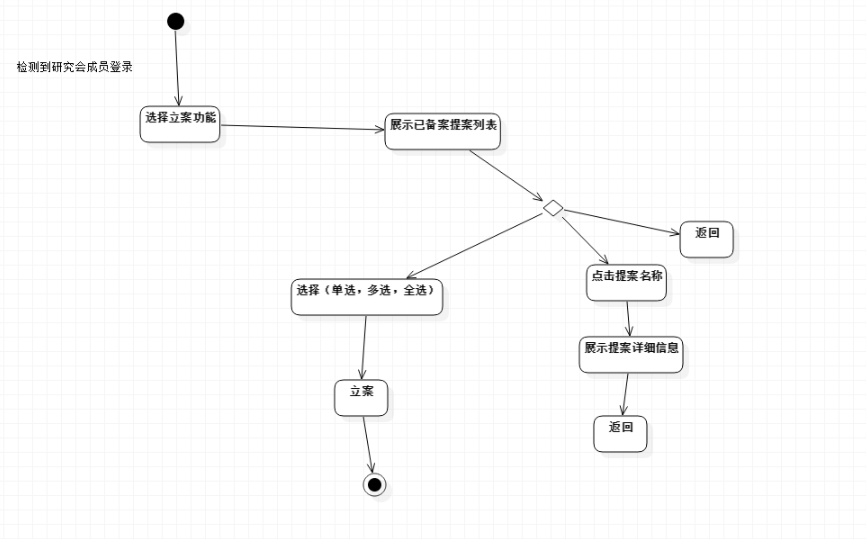 检测到研究会成员登录
选择立案功能
展示已备案提案列表
返回
点击提案名称
选择（单选，多选，全选）
展示提案详细信息
立案
返回